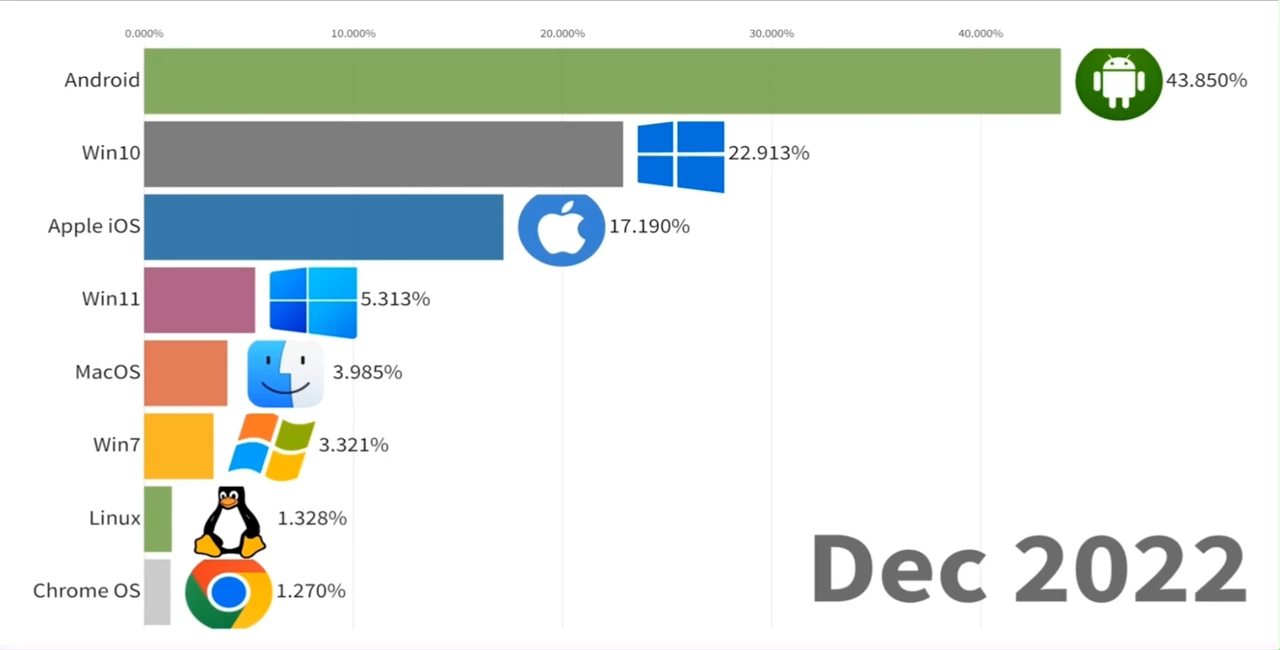 0.000% 10.000% 20.000% 30.000% 40.000%
Android 43.850%
Win10 22.913%
Apple iOS 17.190%
Win11 5.313%
MacOS 3.985%
Win7 3.321%
Linux 1.328%
Chrome OS 1.270%
Dec 2022